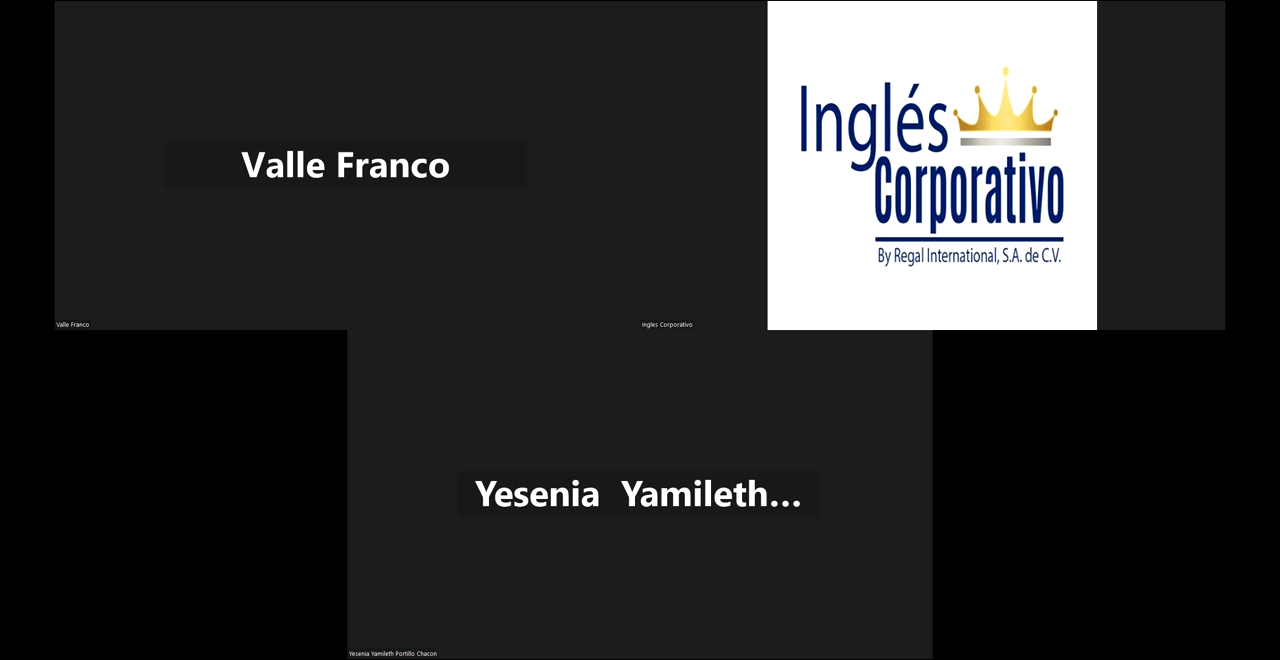 Valle Franco
Valle Franco
Inglés
Corporativo
By Regal International, S.A. de C.V.
Ingles Corporativo
Yesenia Yamileth...
Yesenia Yamileth Portillo Chacon